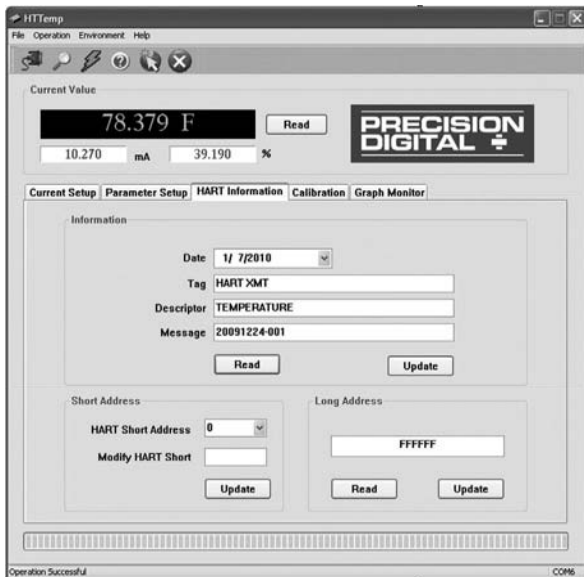 HTTemp
File Operation Environment Help
Current Value
78.379 F
Read
PRECISION
DIGITAL
10.270 mA 39.190 %
Current Setup Parameter Setup HART Information Calibration Graph Monitor
Information
Date 1/ 7/2010
Tag HART XMT
Descriptor TEMPERATURE
Message 20091224-001
Read Update
Short Address
HART Short Address 0
Modify HART Short
Update
Long Address
FFFFFF
Read Update
Operation Successful COM6